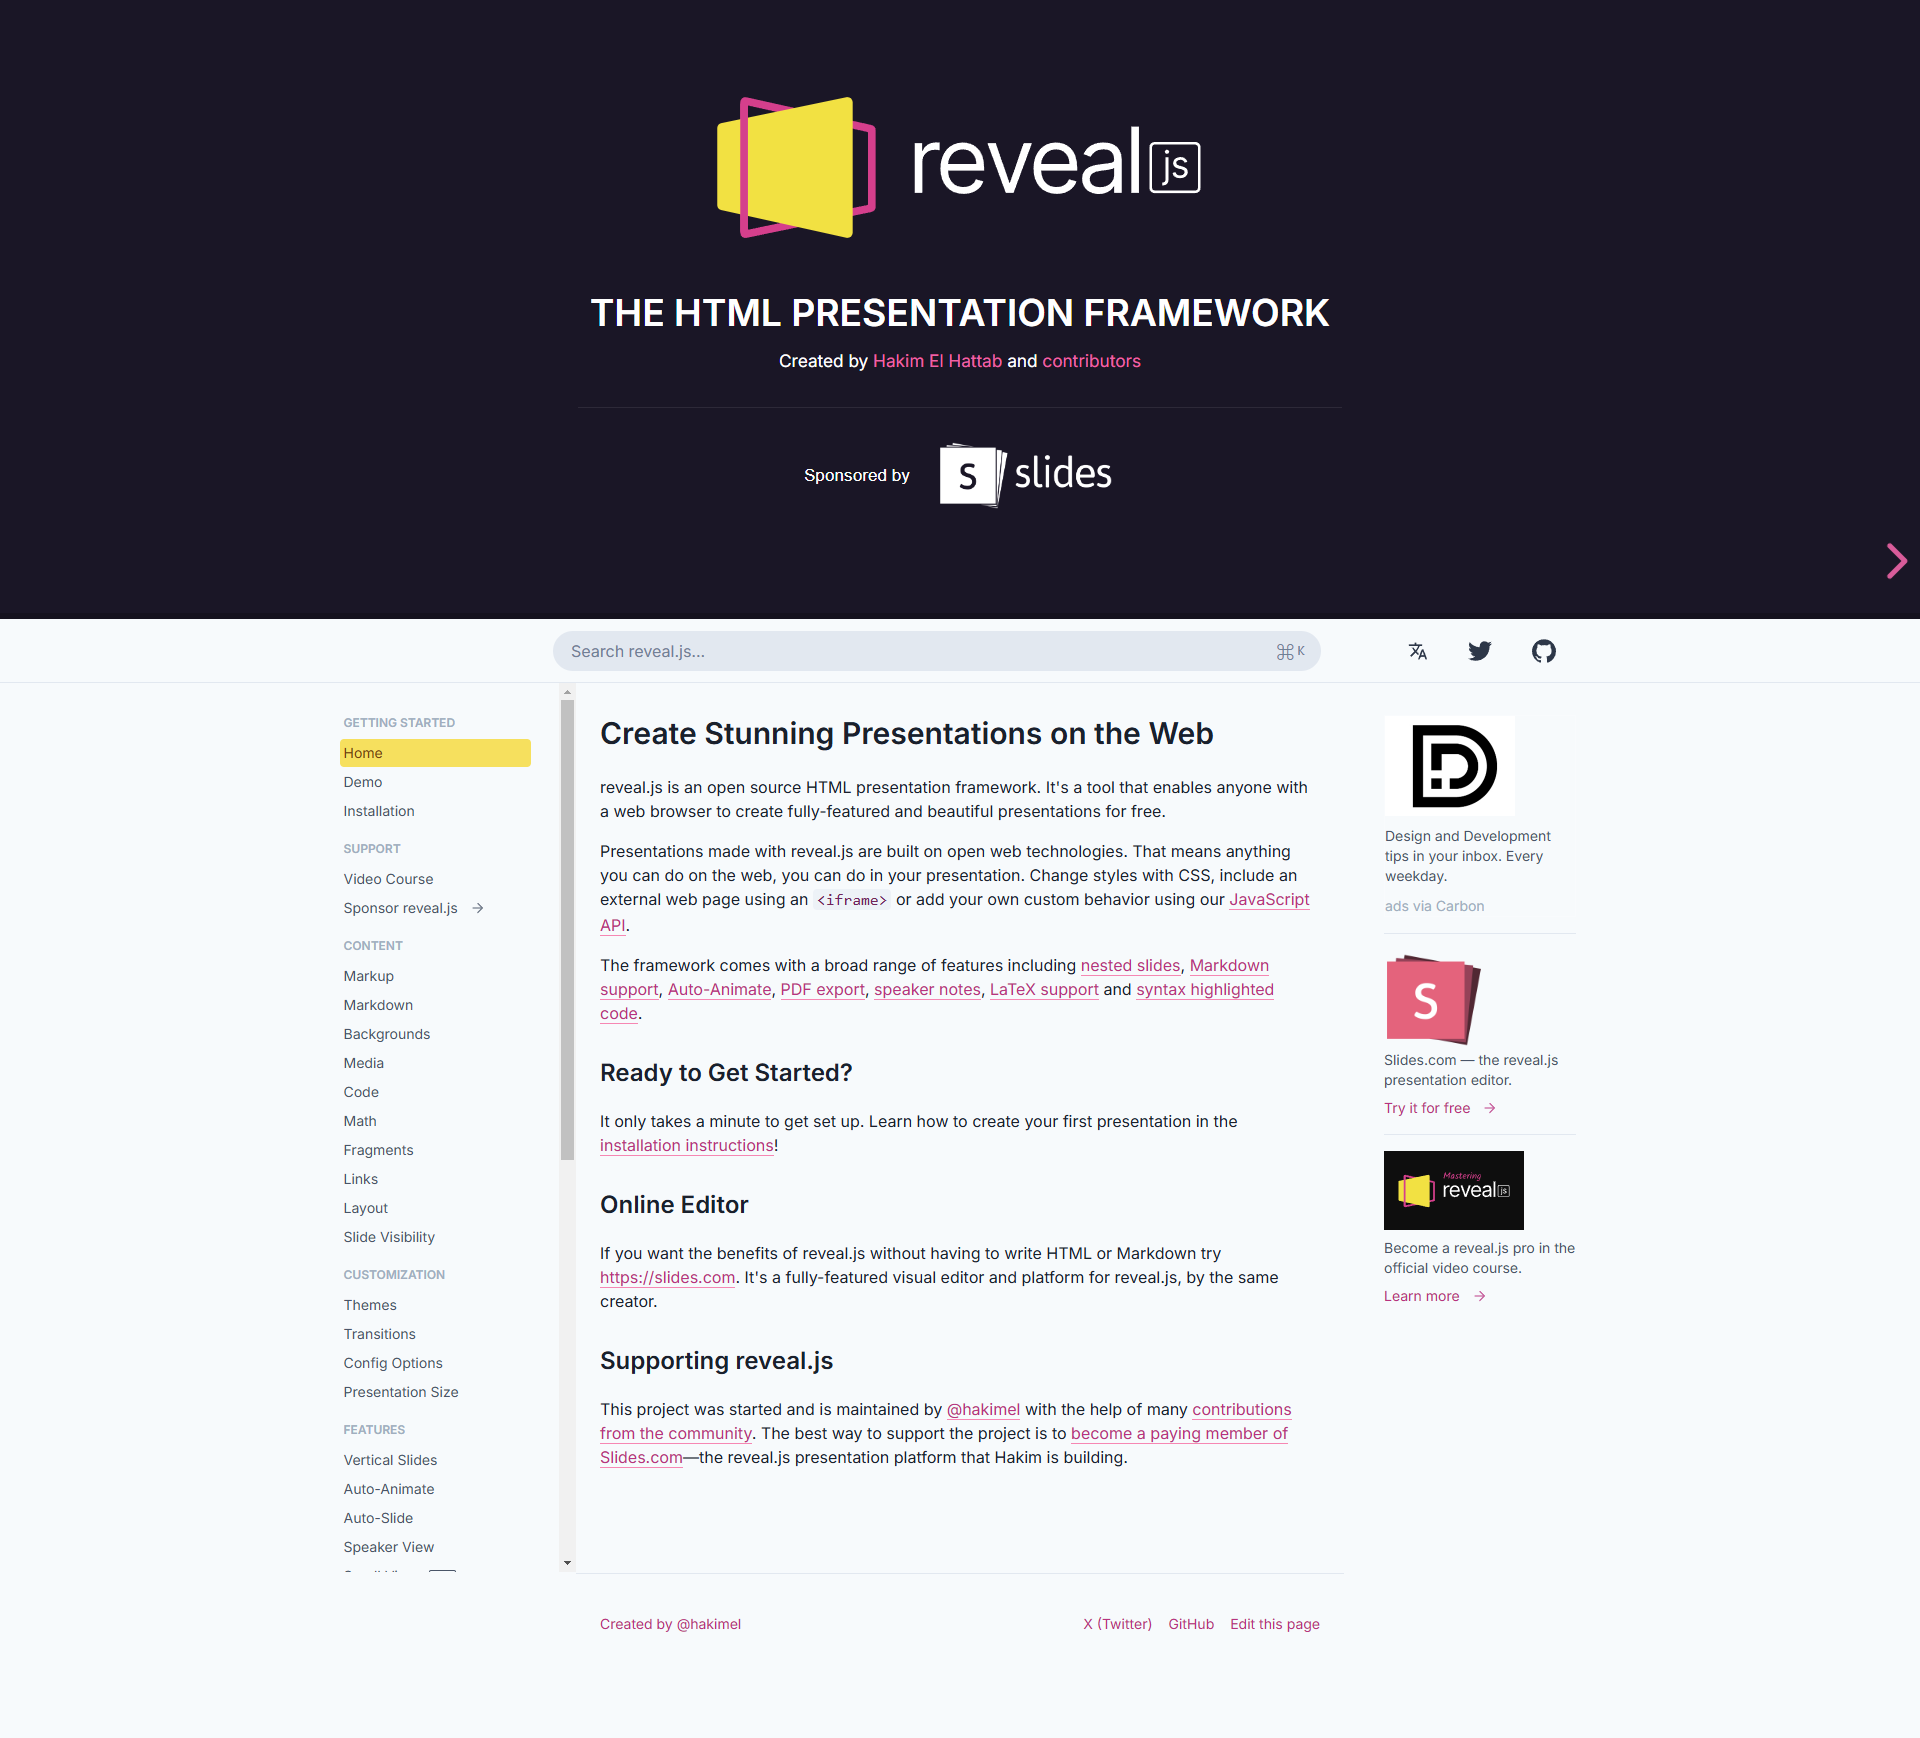 reveal js
THE HTML PRESENTATION FRAMEWORK
Created by Hakim El Hattab and contributors
Sponsored by S slides
Search reveal.js... ⌘ K
GETTING STARTED
Home
Demo
Installation
SUPPORT
Video Course
Sponsor reveal.js →
CONTENT
Markup
Markdown
Backgrounds
Media
Code
Math
Fragments
Links
Layout
Slide Visibility
CUSTOMIZATION
Themes
Transitions
Config Options
Presentation Size
FEATURES
Vertical Slides
Auto-Animate
Auto-Slide
Speaker View
Create Stunning Presentations on the Web
reveal.js is an open source HTML presentation framework. It's a tool that enables anyone with
a web browser to create fully-featured and beautiful presentations for free.
Presentations made with reveal.js are built on open web technologies. That means anything
you can do on the web, you can do in your presentation. Change styles with CSS, include an
external web page using an <iframe> or add your own custom behavior using our JavaScript
API.
The framework comes with a broad range of features including nested slides, Markdown
support, Auto-Animate, PDF export, speaker notes, LaTeX support and syntax highlighted
code.
Ready to Get Started?
It only takes a minute to get set up. Learn how to create your first presentation in the
installation instructions!
Online Editor
If you want the benefits of reveal.js without having to write HTML or Markdown try
https://slides.com. It's a fully-featured visual editor and platform for reveal.js, by the same
creator.
Supporting reveal.js
This project was started and is maintained by @hakimel with the help of many contributions
from the community. The best way to support the project is to become a paying member of
Slides.com—the reveal.js presentation platform that Hakim is building.
Design and Development
tips in your inbox. Every
weekday.
ads via Carbon
S
Slides.com — the reveal.js
presentation editor.
Try it for free →
Mastering
reveal js
Become a reveal.js pro in the
official video course.
Learn more →
Created by @hakimel
X (Twitter) GitHub Edit this page